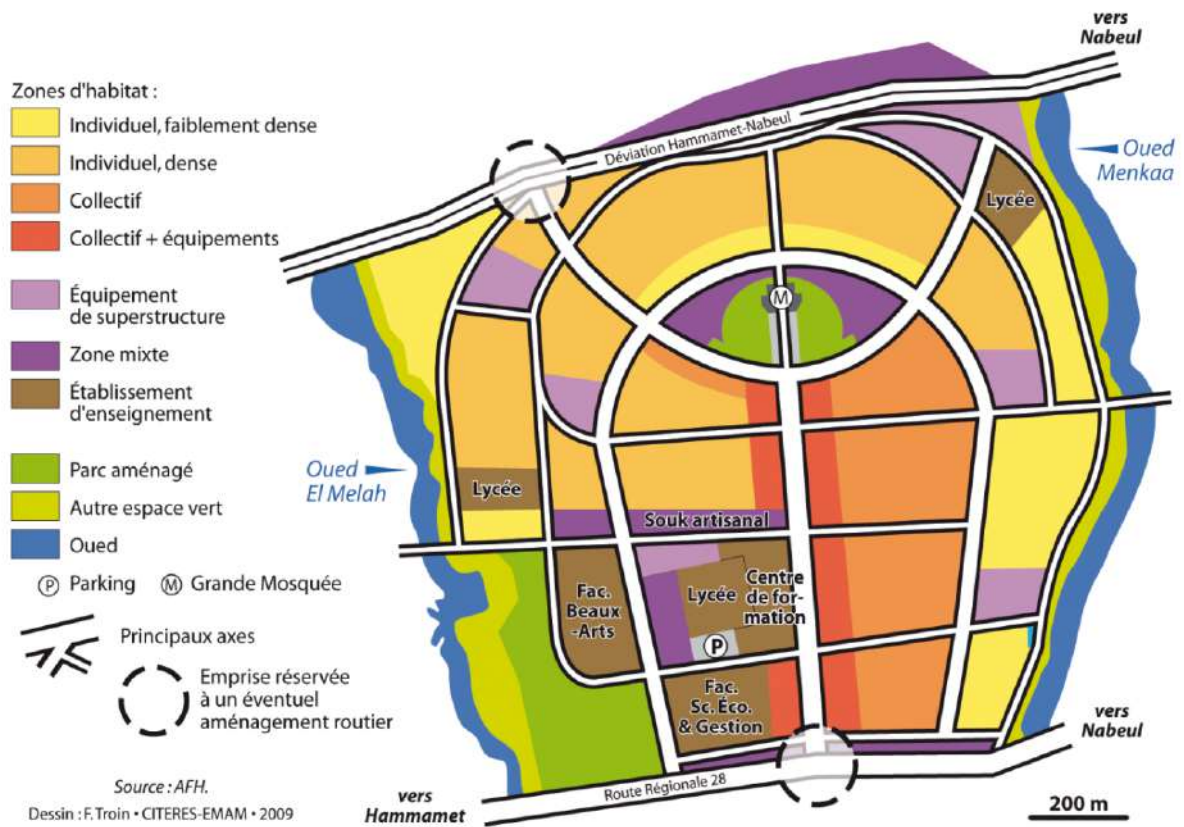 Zones d'habitat :
Individuel, faiblement dense
Individuel, dense
Collectif
Collectif + équipements
Équipement
de superstructure
Zone mixte
Établissement
d'enseignement
Parc aménagé
Autre espace vert
Oued
P Parking
M Grande Mosquée
Principaux axes
Emprise réservée
à un éventuel
aménagement routier
Source : AFH.
Dessin : F. Troin • CITERES-EMAM • 2009
vers
Nabeul
Déviation Hammamet-Nabeul
Oued
Menkaa
Lycée
M
Oued
El Melah
Lycée
Souk artisanal
Fac.
Beaux
-Arts
Lycée
Centre
de for-
mation
P
Fac.
Sc. Éco.
& Gestion
vers
Nabeul
Route Régionale 28
vers
Hammamet
200 m